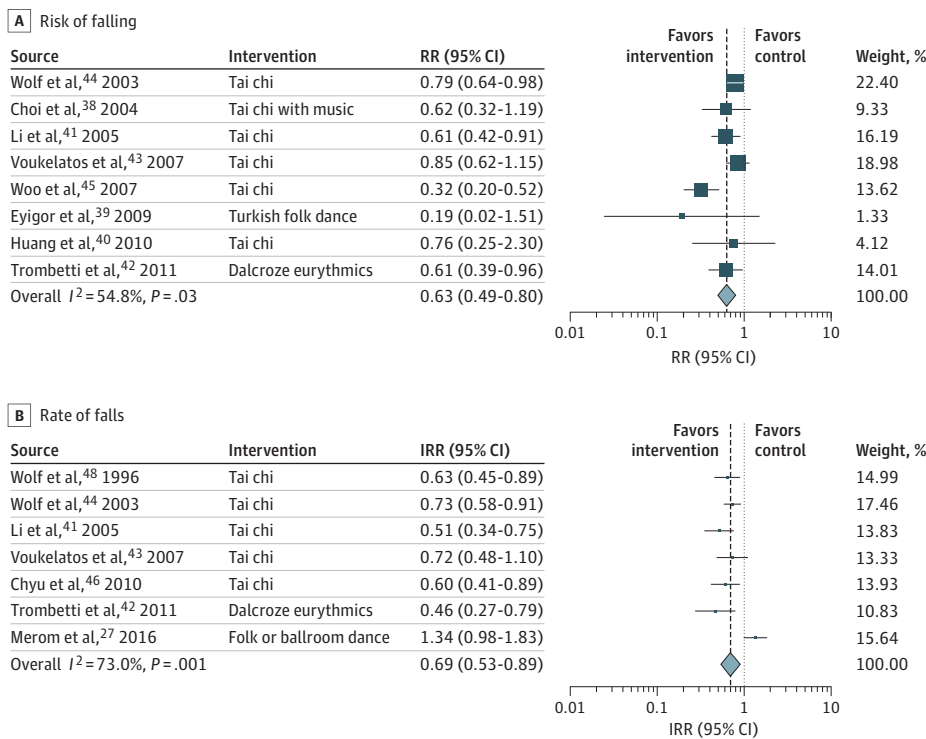 A Risk of falling
Favors intervention Favors control
Source Intervention RR (95% CI) Weight, %
Wolf et al,44 2003 Tai chi 0.79 (0.64-0.98) 22.40
Choi et al,38 2004 Tai chi with music 0.62 (0.32-1.19) 9.33
Li et al,41 2005 Tai chi 0.61 (0.42-0.91) 16.19
Voukelatos et al,43 2007 Tai chi 0.85 (0.62-1.15) 18.98
Woo et al,45 2007 Tai chi 0.32 (0.20-0.52) 13.62
Eyigor et al,39 2009 Turkish folk dance 0.19 (0.02-1.51) 1.33
Huang et al,40 2010 Tai chi 0.76 (0.25-2.30) 4.12
Trombetti et al,42 2011 Dalcroze eurythmics 0.61 (0.39-0.96) 14.01
Overall I2=54.8%, P=.03 0.63 (0.49-0.80) 100.00
0.01 0.1 1 10
RR (95% CI)
B Rate of falls
Favors intervention Favors control
Source Intervention IRR (95% CI) Weight, %
Wolf et al,48 1996 Tai chi 0.63 (0.45-0.89) 14.99
Wolf et al,44 2003 Tai chi 0.73 (0.58-0.91) 17.46
Li et al,41 2005 Tai chi 0.51 (0.34-0.75) 13.83
Voukelatos et al,43 2007 Tai chi 0.72 (0.48-1.10) 13.33
Chyu et al,46 2010 Tai chi 0.60 (0.41-0.89) 13.93
Trombetti et al,42 2011 Dalcroze eurythmics 0.46 (0.27-0.79) 10.83
Merom et al,27 2016 Folk or ballroom dance 1.34 (0.98-1.83) 15.64
Overall I2=73.0%, P=.001 0.69 (0.53-0.89) 100.00
0.01 0.1 1 10
IRR (95% CI)